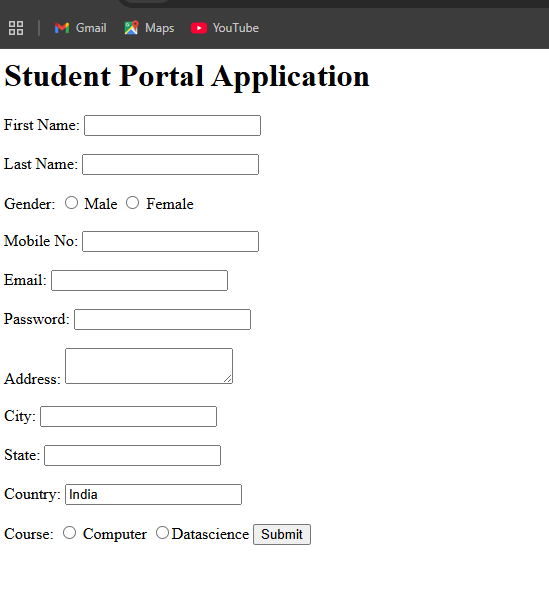 Gmail Maps YouTube
Student Portal Application
First Name:
Last Name:
Gender: Male Female
Mobile No:
Email:
Password:
Address:
City:
State:
Country: India
Course: Computer Datascience Submit